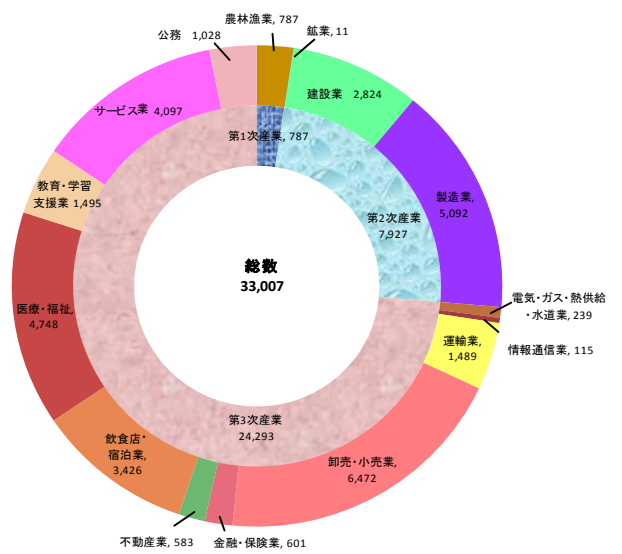 農林漁業, 787
鉱業, 11
公務　1,028
建設業　2,824
サービス業 4,097
第1次産業, 787
教育・学習
支援業 1,495
製造業,
5,092
第2次産業
7,927
総数
33,007
電気・ガス・熱供給
・水道業, 239
医療・福祉,
4,748
運輸業,
1,489
情報通信業, 115
第3次産業
24,293
飲食店・
宿泊業,
3,426
卸売・小売業,
6,472
不動産業, 583
金融・保険業, 601